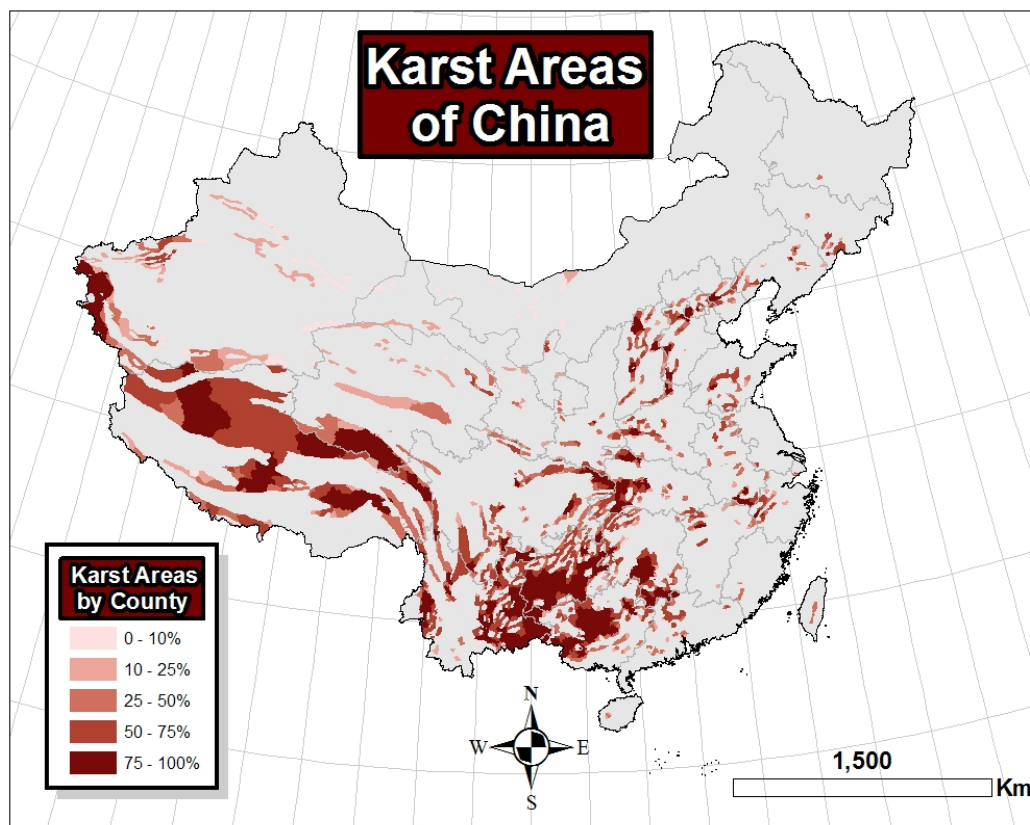 Karst Areas
of China
Karst Areas
by County
0 - 10%
10 - 25%
25 - 50%
50 - 75%
75 - 100%
N
W
E
S
1,500
Km